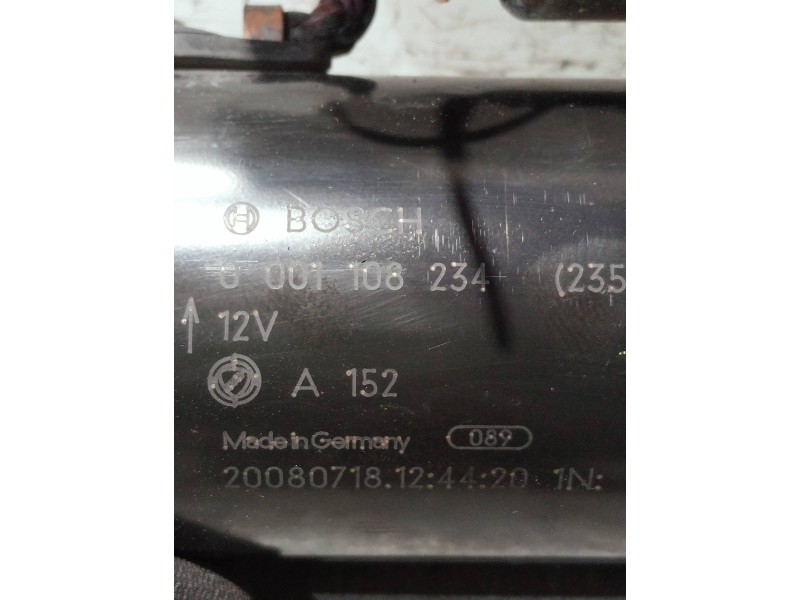 BOSCH
0 001 108 234 (235
12V
A 152
Made in Germany 089
20080718.12:44:20 1N: